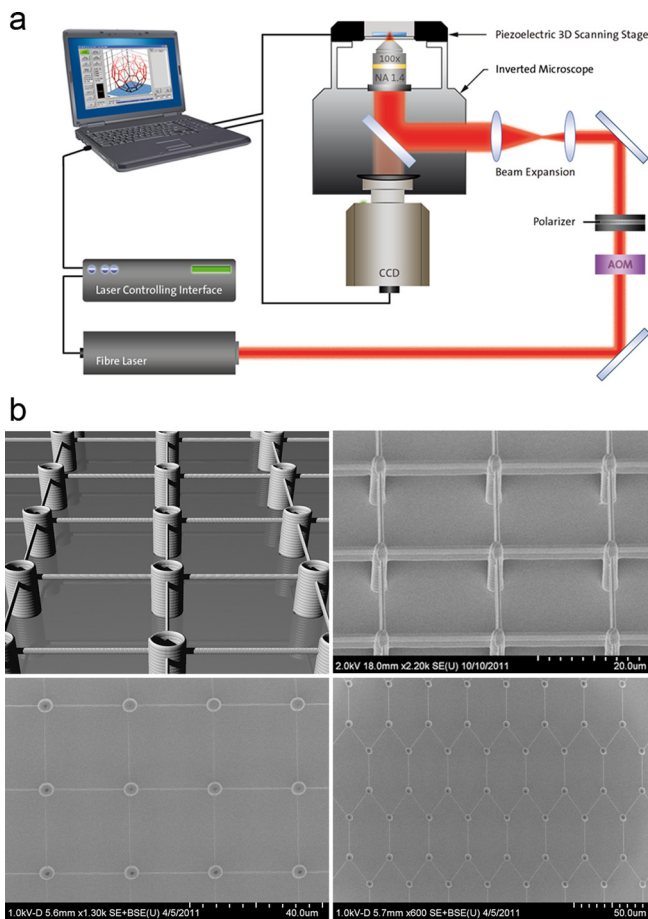 a
Piezoelectric 3D Scanning Stage
100x
NA 1.4
Inverted Microscope
Beam Expansion
Polarizer
AOM
CCD
Laser Controlling Interface
Fibre Laser
b
2.0kV 18.0mm x2.20k SE(U) 10/10/2011
20.0um
1.0kV-D 5.6mm x1.30k SE+BSE(U) 4/5/2011
40.0um
1.0kV-D 5.7mm x600 SE+BSE(U) 4/5/2011
50.0um